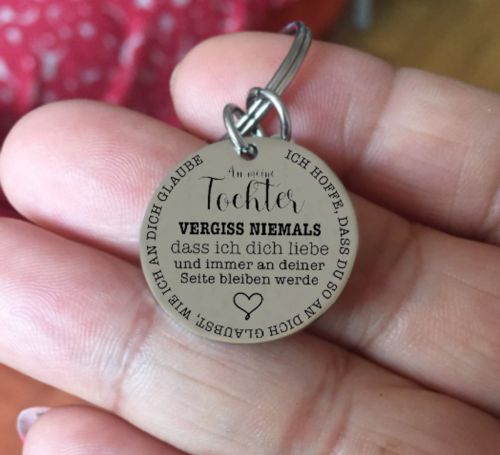 An meine
Tochter
VERGISS NIEMALS
dass ich dich liebe
und immer an deiner
Seite bleiben werde
ICH HOFFE, DASS DU SO AN DICH GLAUBST, WIE ICH AN DICH GLAUBE